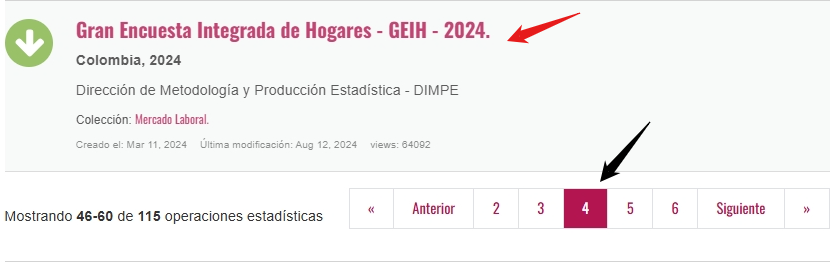 Gran Encuesta Integrada de Hogares - GEIH - 2024.
Colombia, 2024
Dirección de Metodología y Producción Estadística - DIMPE
Colección: Mercado Laboral.
Creado el: Mar 11, 2024 Última modificación: Aug 12, 2024 views: 64092
Mostrando 46-60 de 115 operaciones estadísticas « Anterior 2 3 4 5 6 Siguiente »